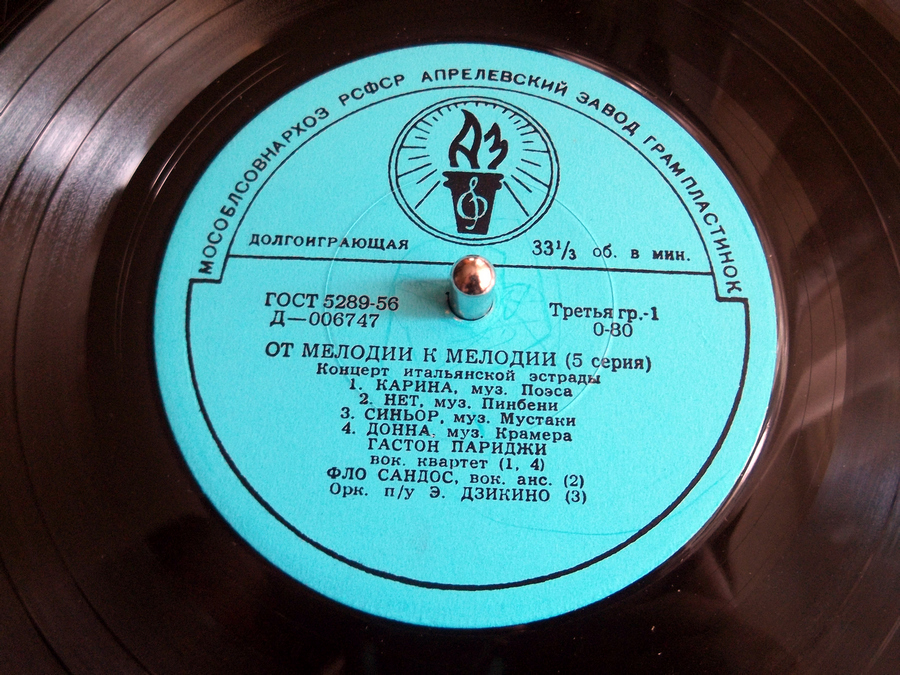 МОСОБЛСОВНАРХОЗ РСФСР АПРЕЛЕВСКИЙ ЗАВОД ГРАМПЛАСТИНОК
АЗ
ДОЛГОИГРАЮЩАЯ 33⅓ об. в мин.
ГОСТ 5289-56 Третья гр.-1
Д—006747 0-80
ОТ МЕЛОДИИ К МЕЛОДИИ (5 серия)
Концерт итальянской эстрады
1. КАРИНА, муз. Поэса
2. НЕТ, муз. Пинбени
3. СИНЬОР, муз. Мустаки
4. ДОННА, муз. Крамера
ГАСТОН ПАРИДЖИ
вок. квартет (1, 4)
ФЛО САНДОС, вок. анс. (2)
Орк. п/у Э. ДЗИКИНО (3)